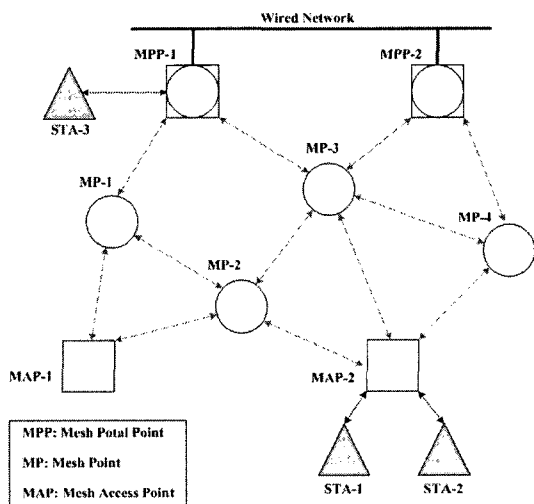 Wired Network
MPP-1
MPP-2
STA-3
MP-3
MP-1
MP-4
MP-2
MAP-1
MAP-2
STA-1
STA-2
MPP: Mesh Potal Point
MP: Mesh Point
MAP: Mesh Access Point